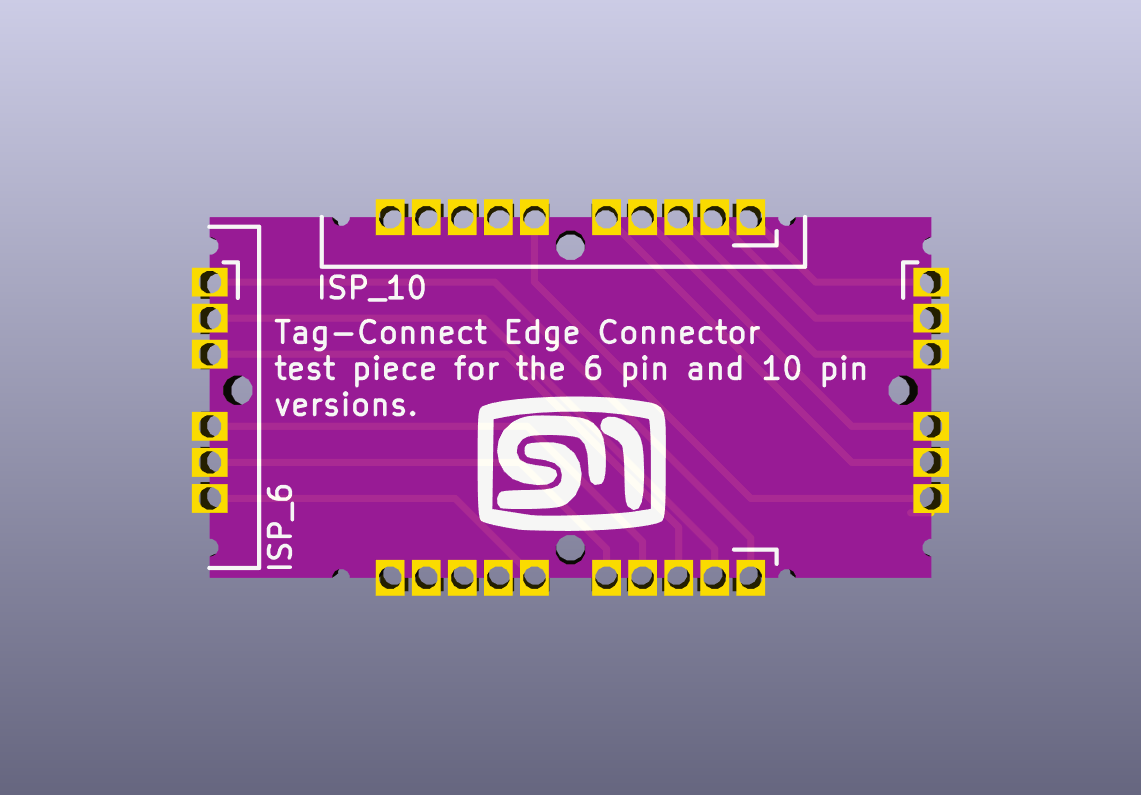 ISP_10
Tag-Connect Edge Connector
test piece for the 6 pin and 10 pin
versions.
ISP_6